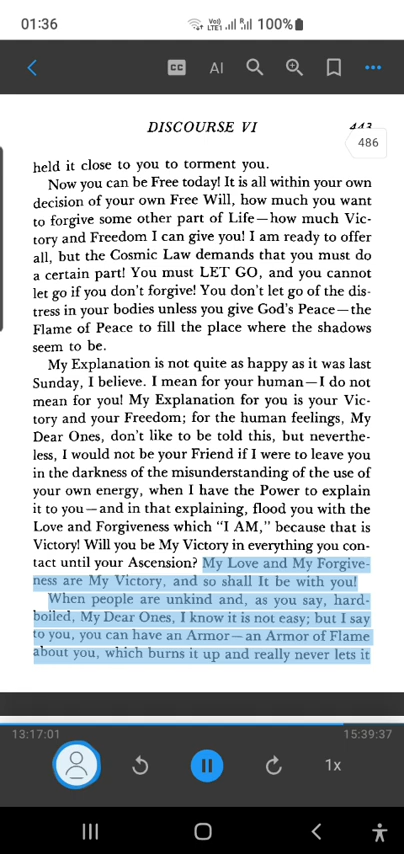 01:36
Vo)) LTE1 R 100%
CC AI
DISCOURSE VI 443
486
held it close to you to torment you.
Now you can be Free today! It is all within your own
decision of your own Free Will, how much you want
to forgive some other part of Life—how much Vic-
tory and Freedom I can give you! I am ready to offer
all, but the Cosmic Law demands that you must do
a certain part! You must LET GO, and you cannot
let go if you don't forgive! You don't let go of the dis-
tress in your bodies unless you give God's Peace—the
Flame of Peace to fill the place where the shadows
seem to be.
My Explanation is not quite as happy as it was last
Sunday, I believe. I mean for your human—I do not
mean for you! My Explanation for you is your Vic-
tory and your Freedom; for the human feelings, My
Dear Ones, don't like to be told this, but neverthe-
less, I would not be your Friend if I were to leave you
in the darkness of the misunderstanding of the use of
your own energy, when I have the Power to explain
it to you—and in that explaining, flood you with the
Love and Forgiveness which "I AM," because that is
Victory! Will you be My Victory in everything you con-
tact until your Ascension? My Love and My Forgive-
ness are My Victory, and so shall It be with you!
When people are unkind and, as you say, hard-
boiled, My Dear Ones, I know it is not easy; but I say
to you, you can have an Armor—an Armor of Flame
about you, which burns it up and really never lets it
13:17:01 15:39:37
1x